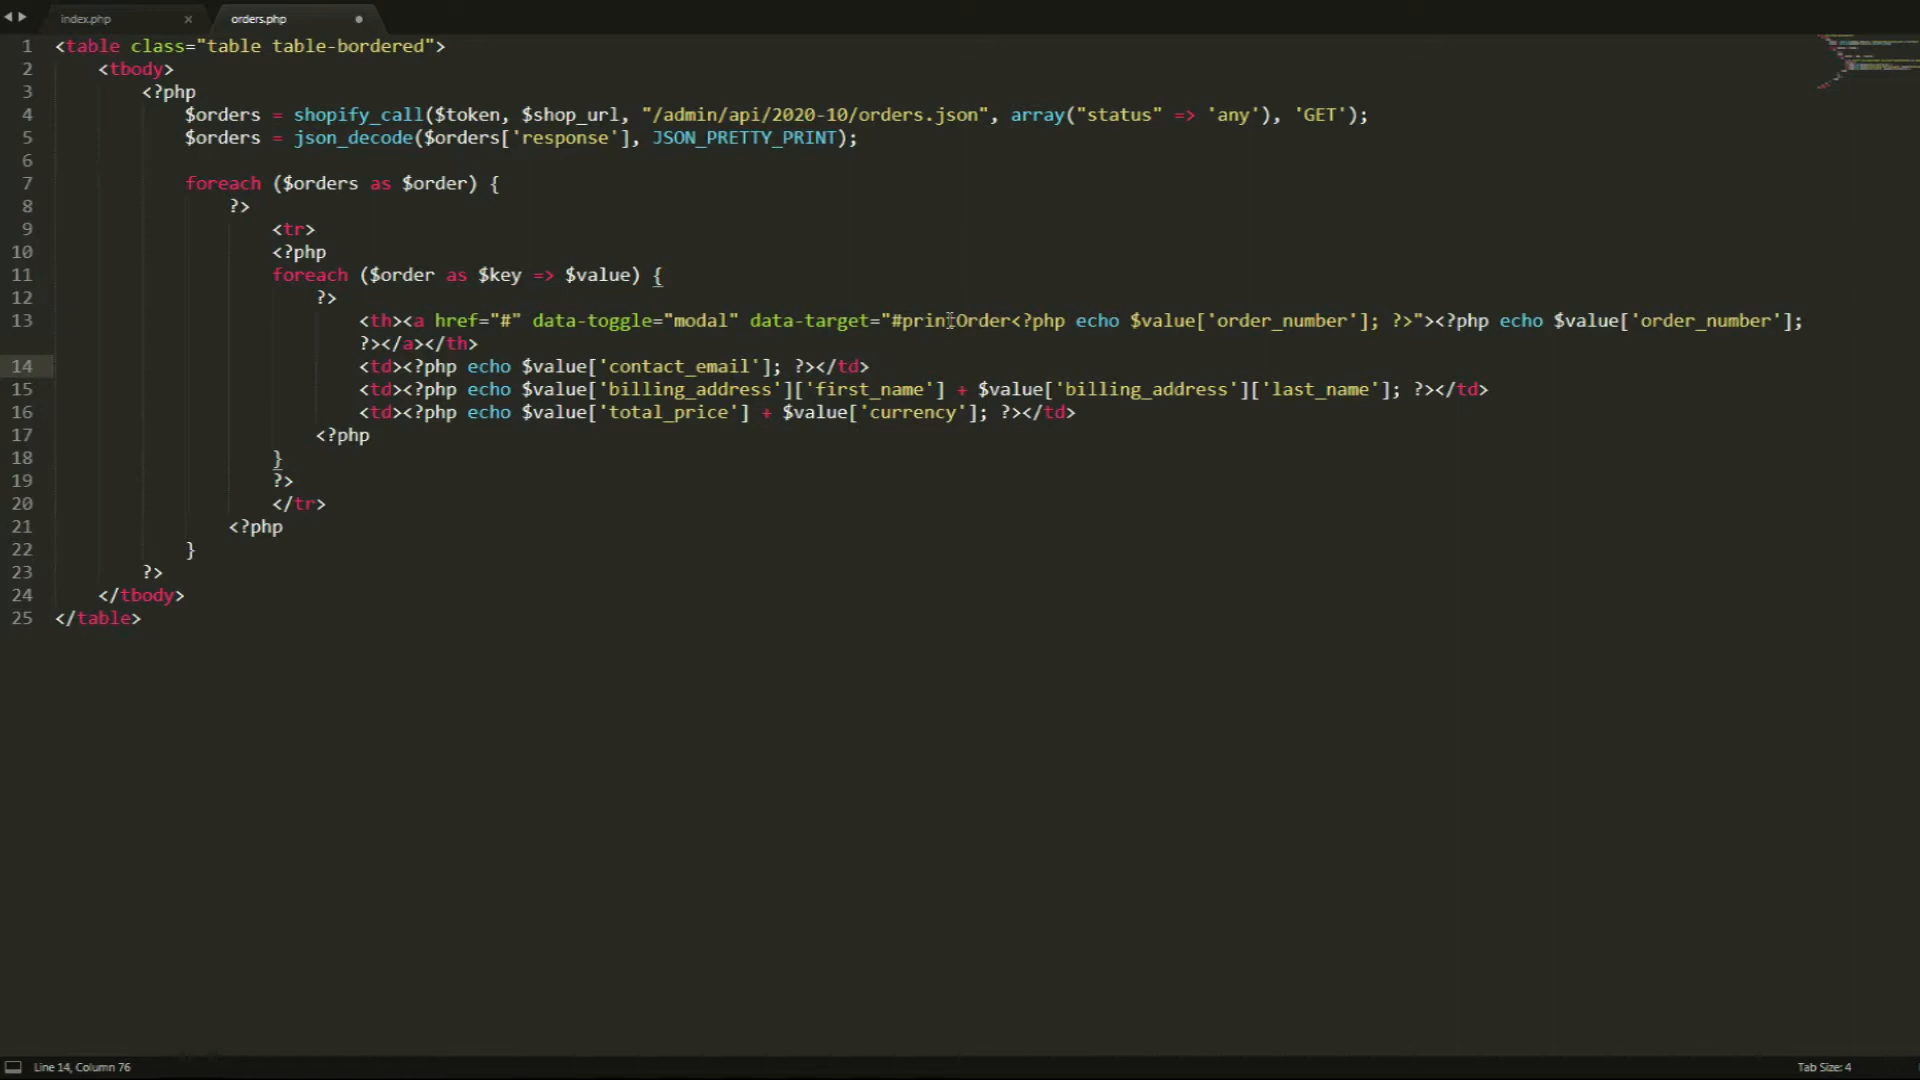 index.php × orders.php
1 <table class="table table-bordered">
2 <tbody>
3 <?php
4 $orders = shopify_call($token, $shop_url, "/admin/api/2020-10/orders.json", array("status" => 'any'), 'GET');
5 $orders = json_decode($orders['response'], JSON_PRETTY_PRINT);
6
7 foreach ($orders as $order) {
8 ?>
9 <tr>
10 <?php
11 foreach ($order as $key => $value) {
12 ?>
13 <th><a href="#" data-toggle="modal" data-target="#printOrder<?php echo $value['order_number']; ?>"><?php echo $value['order_number'];
?></a></th>
14 <td><?php echo $value['contact_email']; ?></td>
15 <td><?php echo $value['billing_address']['first_name'] + $value['billing_address']['last_name']; ?></td>
16 <td><?php echo $value['total_price'] + $value['currency']; ?></td>
17 <?php
18 }
19 ?>
20 </tr>
21 <?php
22 }
23 ?>
24 </tbody>
25 </table>
Line 14, Column 76 Tab Size: 4